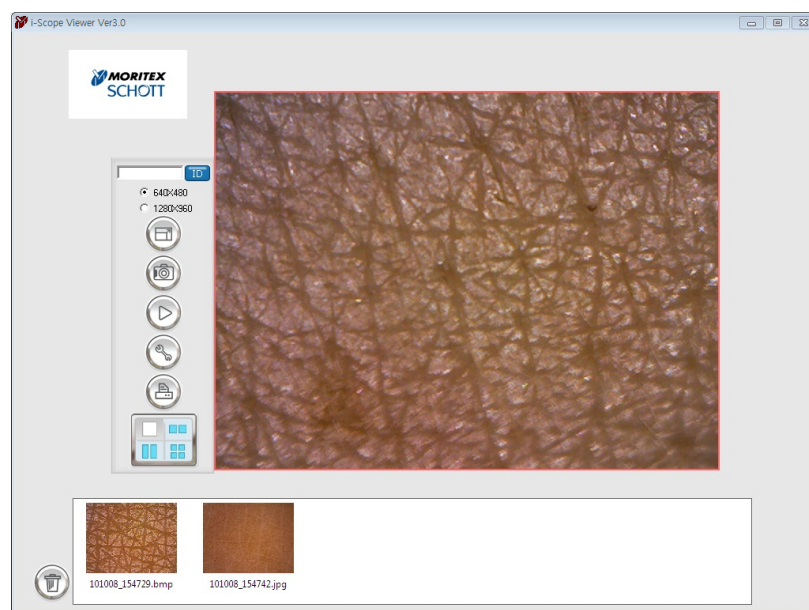 i-Scope Viewer Ver3.0
MORITEX
SCHOTT
ID
640X480
1280X960
101008_154729.bmp
101008_154742.jpg